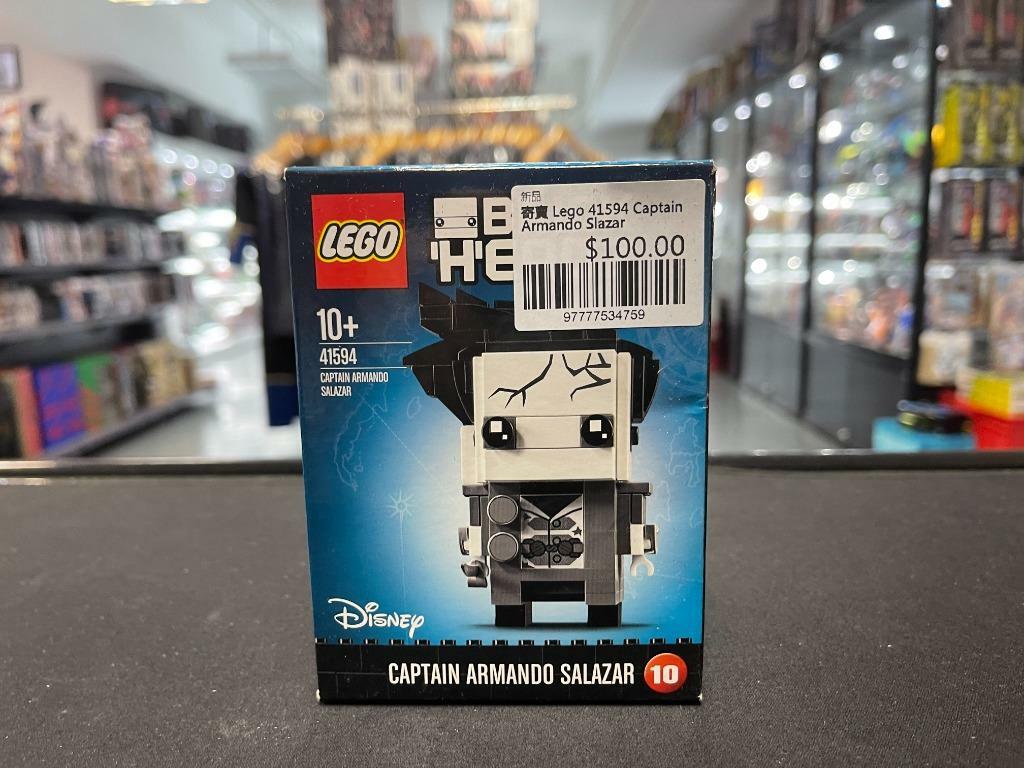 LEGO
B
'H'E
新品
寄賣 Lego 41594 Captain
Armando Slazar
$100.00
97777534759
10+
41594
CAPTAIN ARMANDO
SALAZAR
Disney
CAPTAIN ARMANDO SALAZAR 10